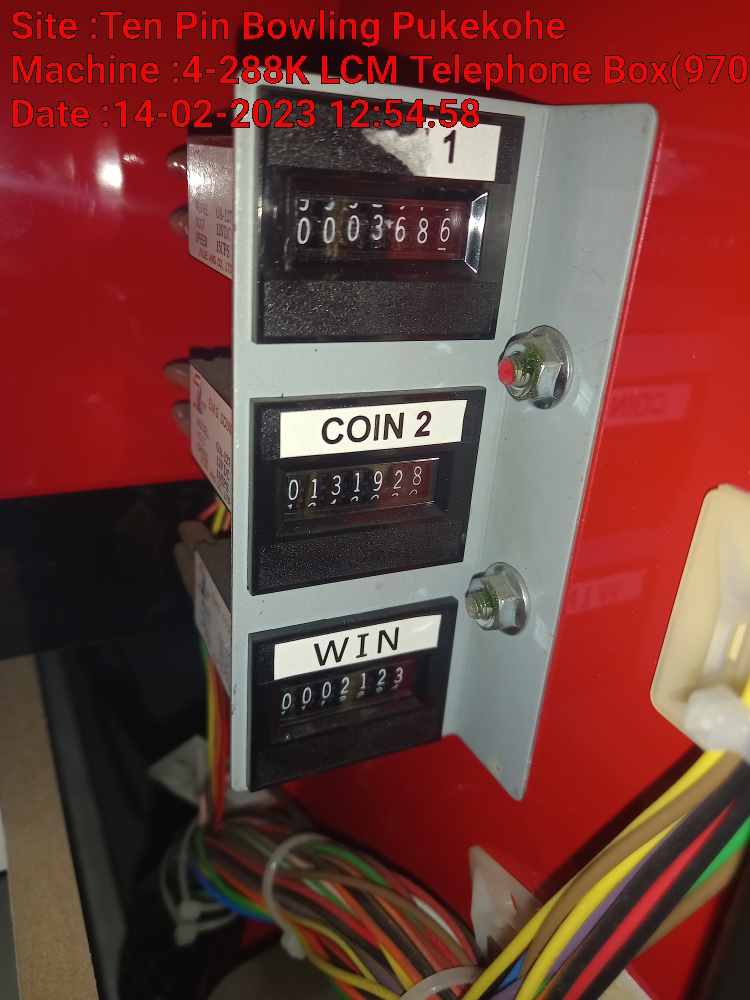 Site :Ten Pin Bowling Pukekohe
Machine :4-288K LCM Telephone Box(970
Date :14-02-2023 12:54:58
1
0003686
COIN 2
0131928
WIN
0002123